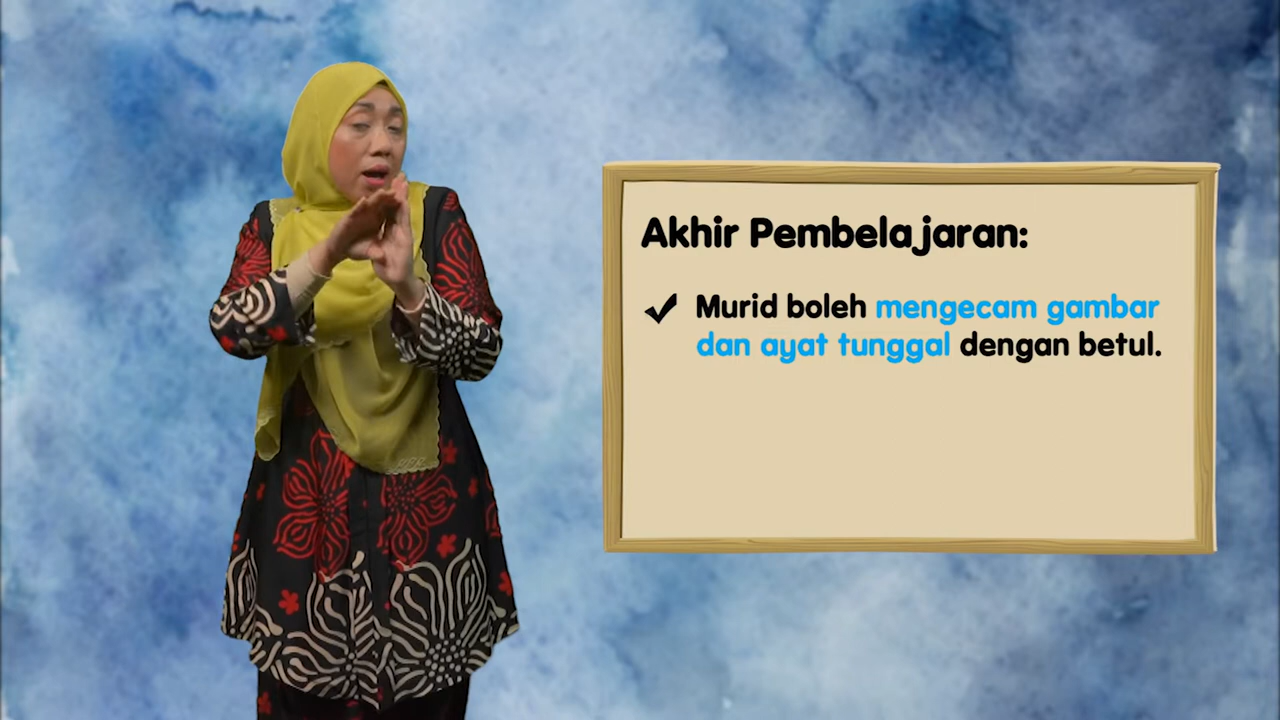 Akhir Pembelajaran:
Murid boleh mengecam gambar
dan ayat tunggal dengan betul.